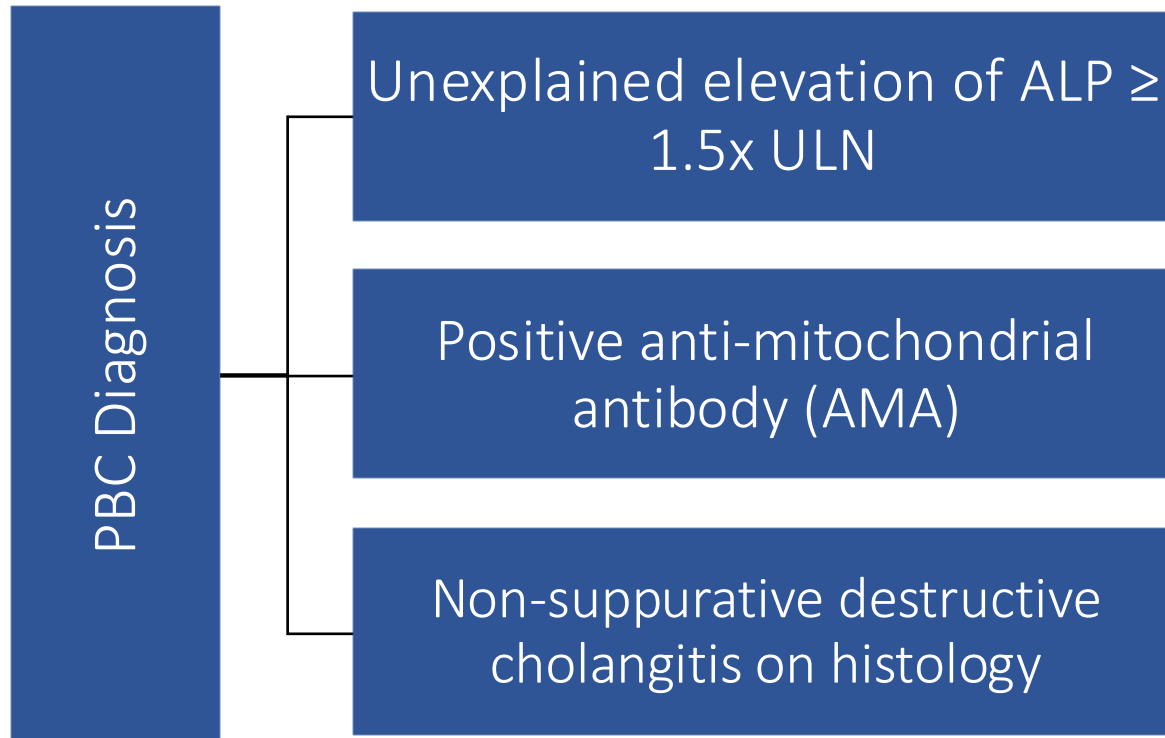 PBC Diagnosis
Unexplained elevation of ALP ≥
1.5x ULN
Positive anti-mitochondrial
antibody (AMA)
Non-suppurative destructive
cholangitis on histology